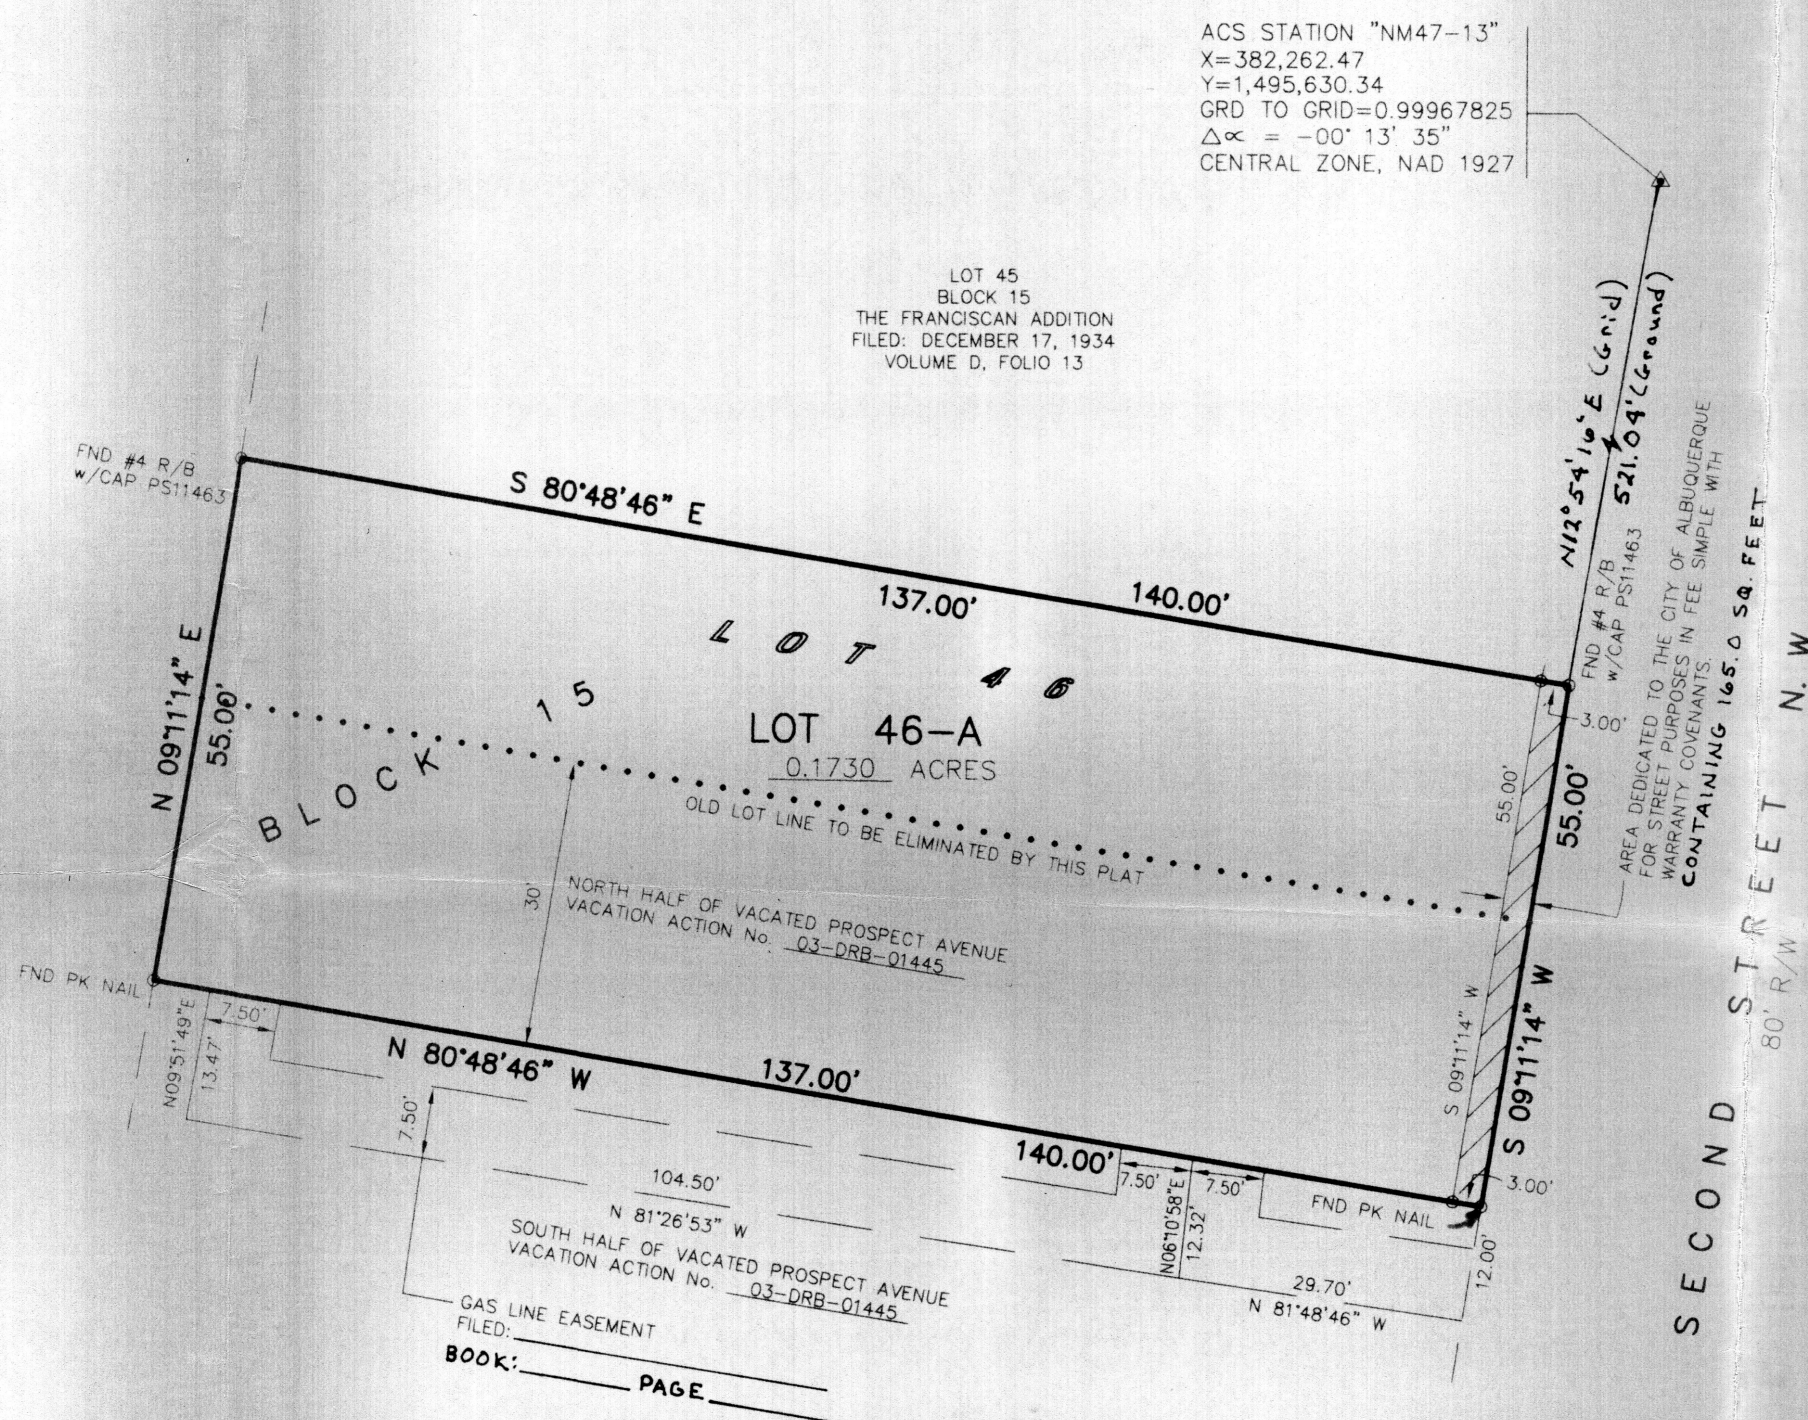 ACS STATION "NM47-13"
X=382,262.47
Y=1,495,630.34
GRD TO GRID=0.99967825
△∝ = -00° 13' 35"
CENTRAL ZONE, NAD 1927
LOT 45
BLOCK 15
THE FRANCISCAN ADDITION
FILED: DECEMBER 17, 1934
VOLUME D, FOLIO 13
N12°54'16"E (Grid)
521.04' (Ground)
FND #4 R/B
w/CAP PS11463
S 80°48'46" E
137.00'
140.00'
FND #4 R/B
w/CAP PS11463
AREA DEDICATED TO THE CITY OF ALBUQUERQUE
FOR STREET PURPOSES IN FEE SIMPLE WITH
WARRANTY COVENANTS.
CONTAINING 165.0 SQ. FEET
LOT 46
N 09°11'14" E
55.00'
BLOCK 15
LOT 46-A
0.1730 ACRES
3.00'
55.00'
55.00'
OLD LOT LINE TO BE ELIMINATED BY THIS PLAT
30'
NORTH HALF OF VACATED PROSPECT AVENUE
VACATION ACTION No. 03-DRB-01445
S 09°11'14" W
S 09°11'14" W
SECOND STREET N.W
80' R/W
FND PK NAIL
N09°51'49"E
13.47'
7.50'
N 80°48'46" W
137.00'
140.00'
7.50'
7.50'
7.50'
N06°10'58"E
12.32'
FND PK NAIL
3.00'
12.00'
104.50'
N 81°26'53" W
29.70'
N 81°48'46" W
SOUTH HALF OF VACATED PROSPECT AVENUE
VACATION ACTION No. 03-DRB-01445
GAS LINE EASEMENT
FILED:
BOOK: PAGE